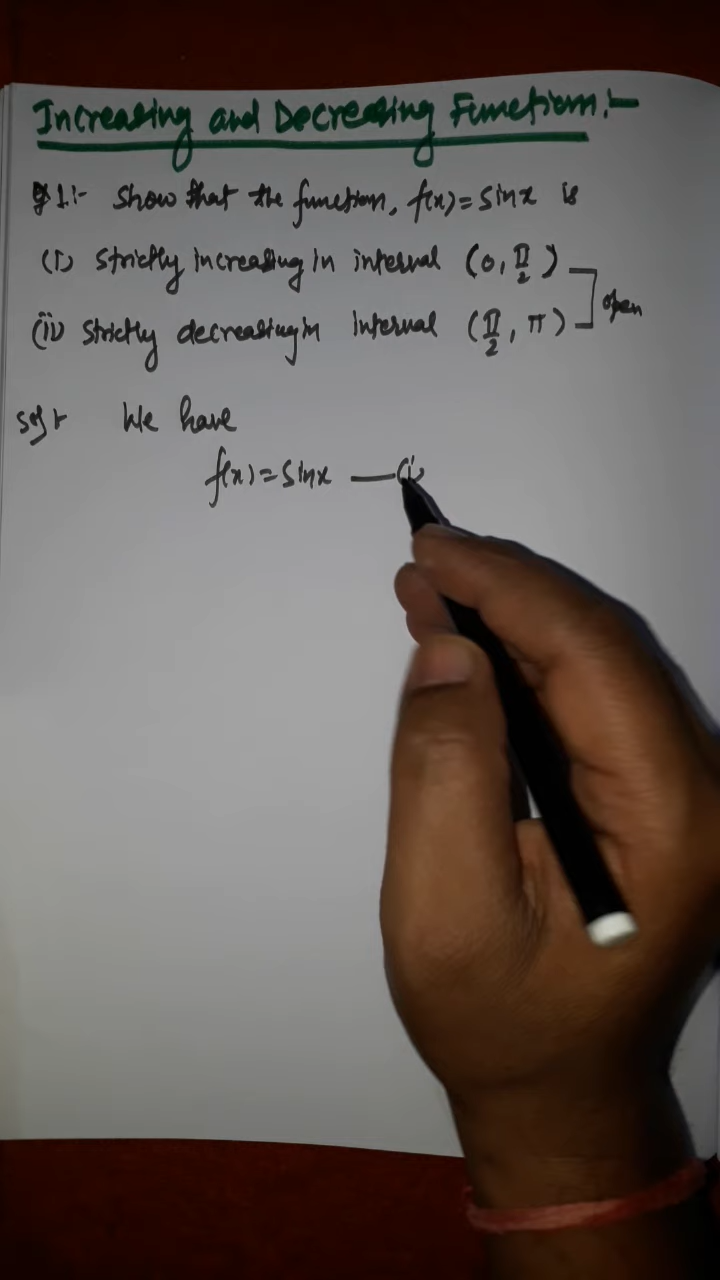 Increasing and Decreasing Function:-
Q1:- Show that the function, f(x)=sinx is
(i) strictly increasing in interval (0, π/2)
(ii) strictly decreasing in interval (π/2, π)
open
Sol:- We have
f(x)=sinx —(i)